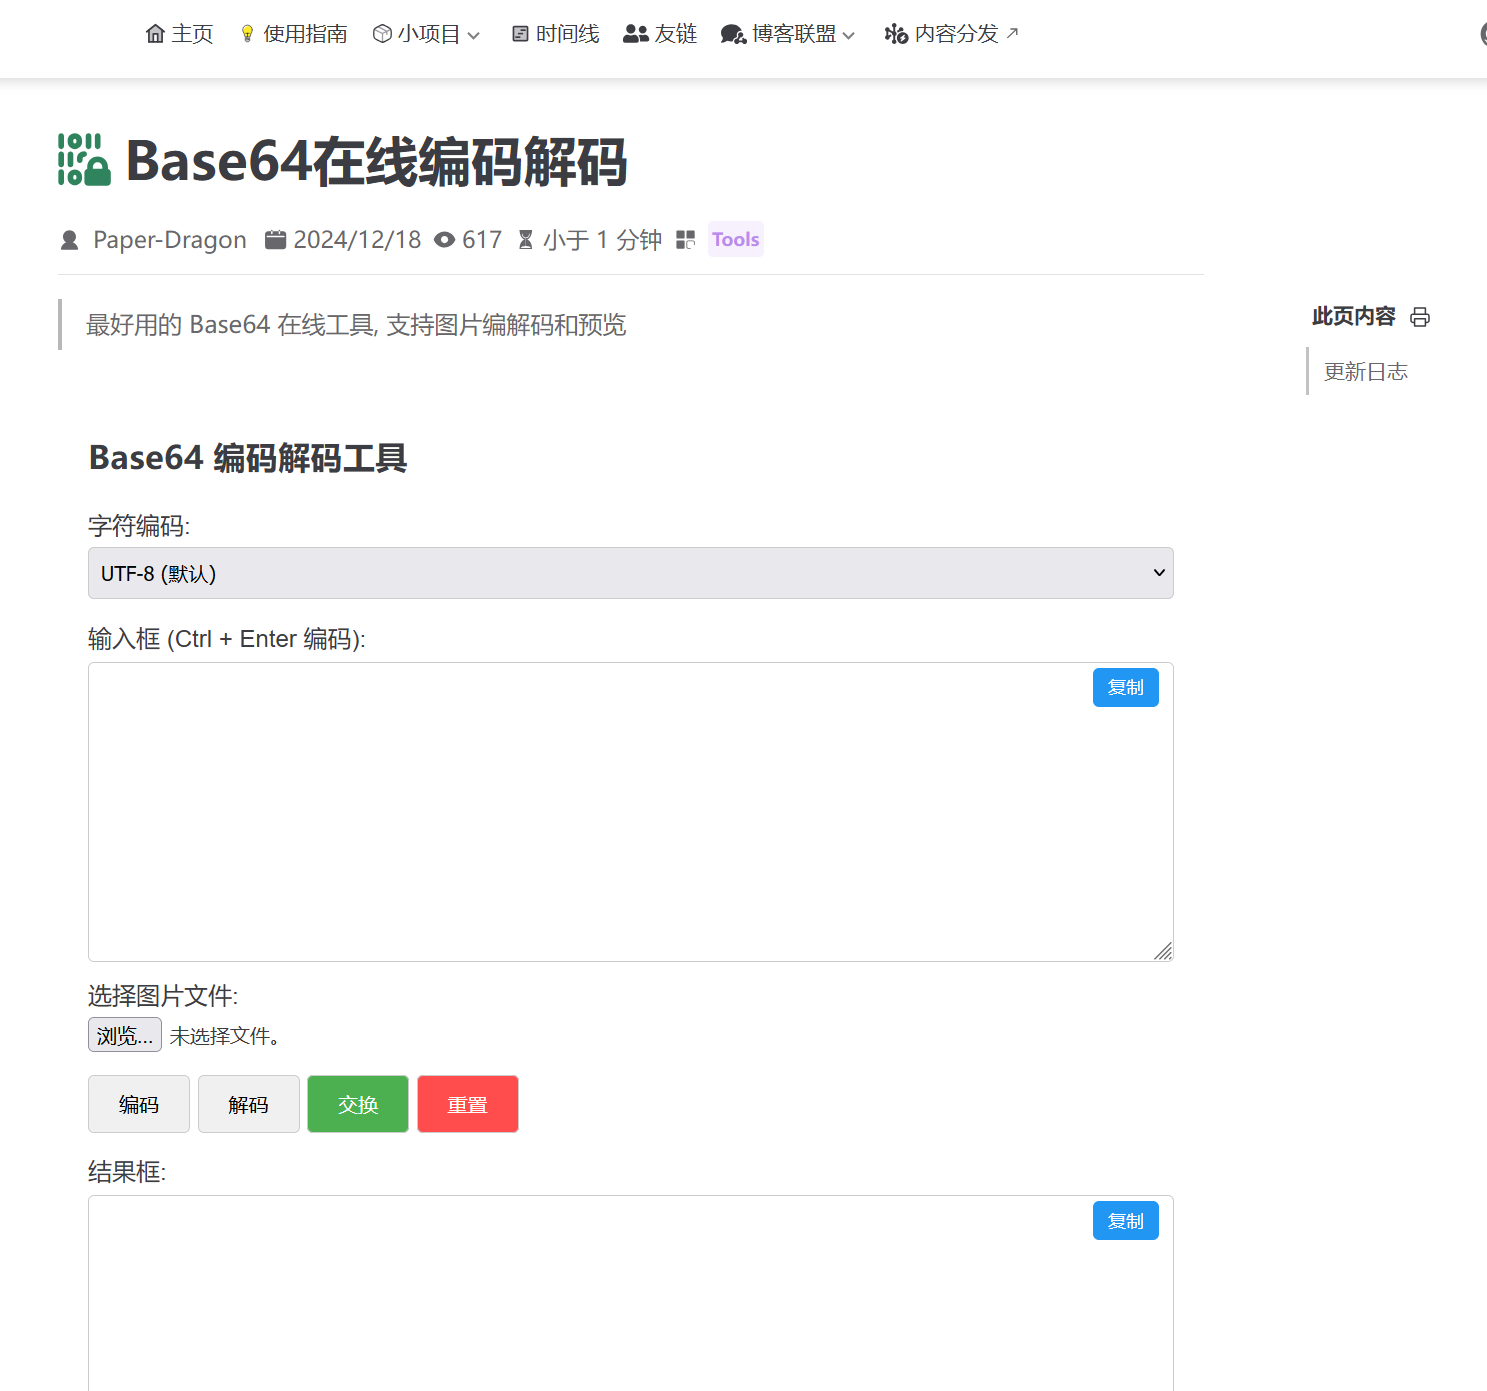 主页 使用指南 小项目 时间线 友链 博客联盟 内容分发
Base64在线编码解码
Paper-Dragon 2024/12/18 617 小于 1 分钟 Tools
最好用的 Base64 在线工具, 支持图片编解码和预览
此页内容
更新日志
Base64 编码解码工具
字符编码:
UTF-8 (默认)
输入框 (Ctrl + Enter 编码):
复制
选择图片文件:
浏览... 未选择文件。
编码 解码 交换 重置
结果框:
复制